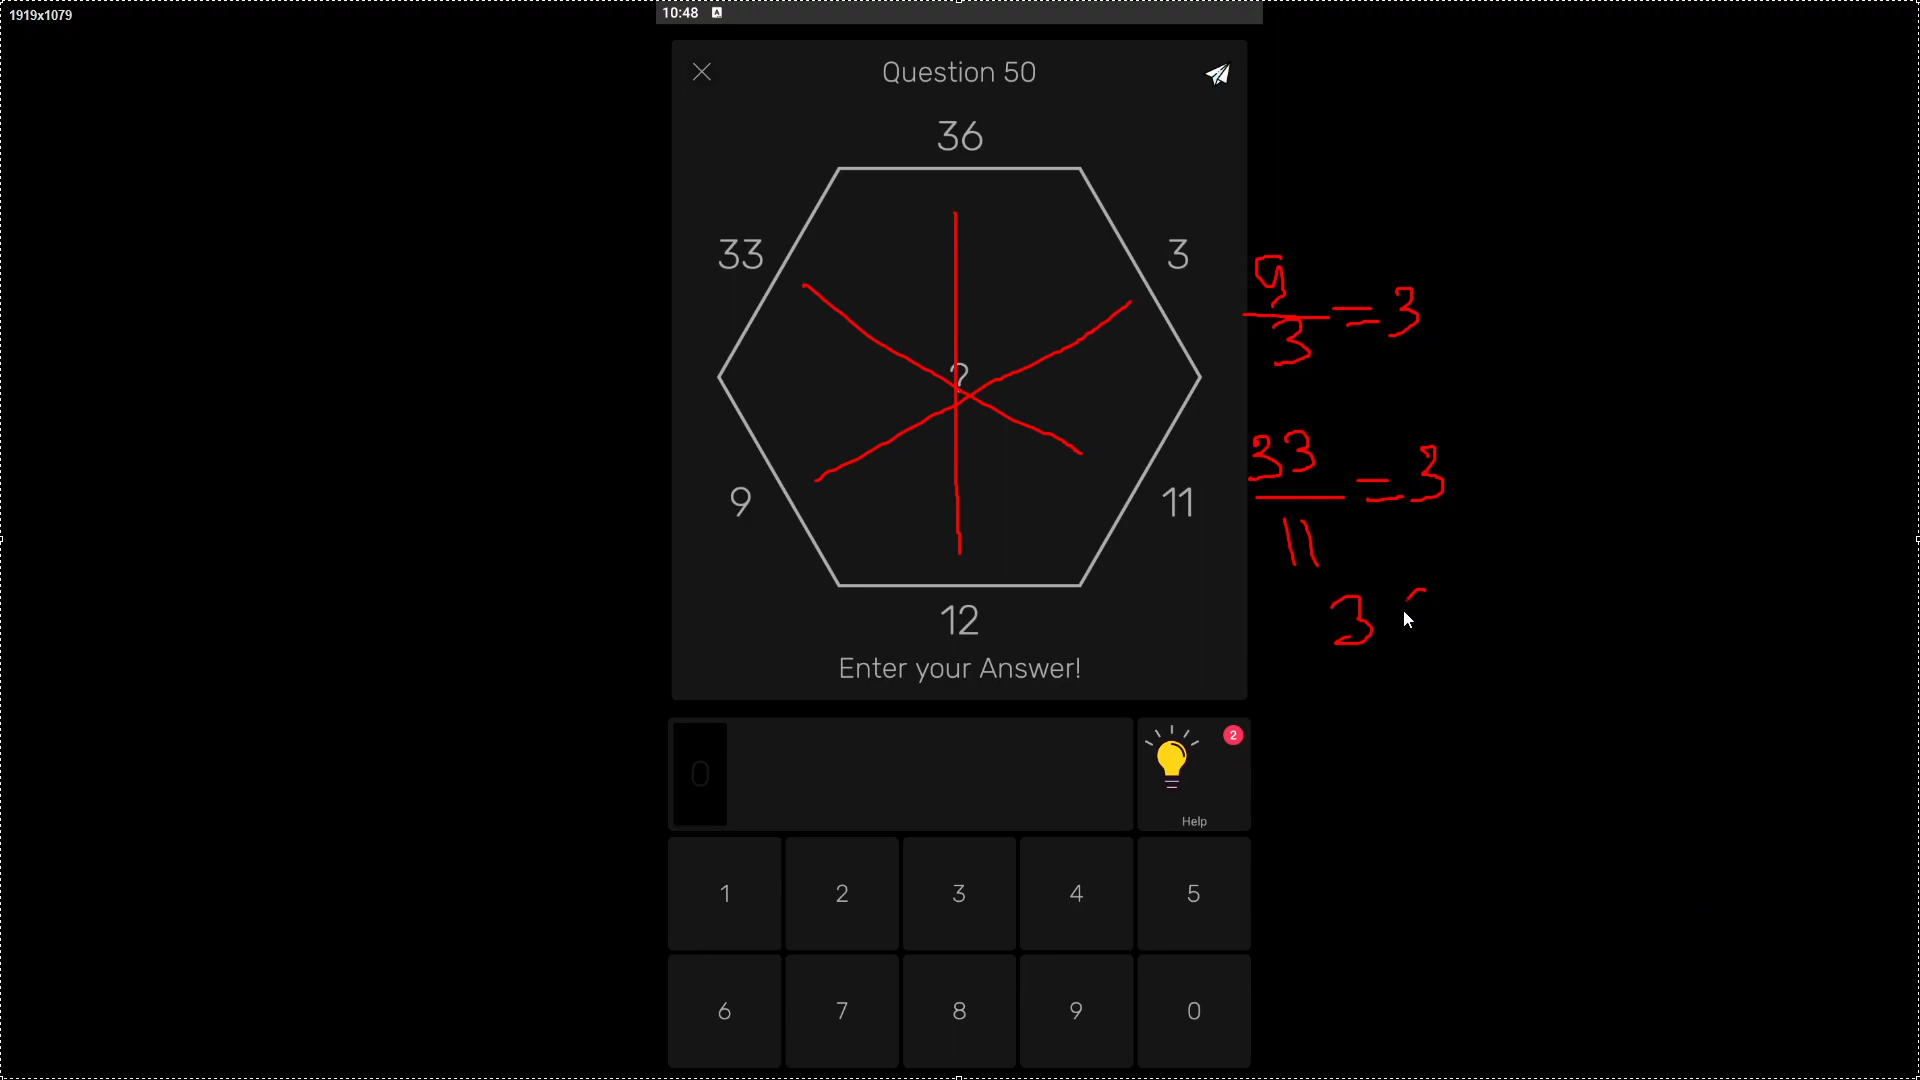 1919x1079
10:48 A
Question 50
36
33
3
9
3
= 3
?
33
11
= 3
9
11
12
3
Enter your Answer!
0
2
Help
1 2 3 4 5
6 7 8 9 0